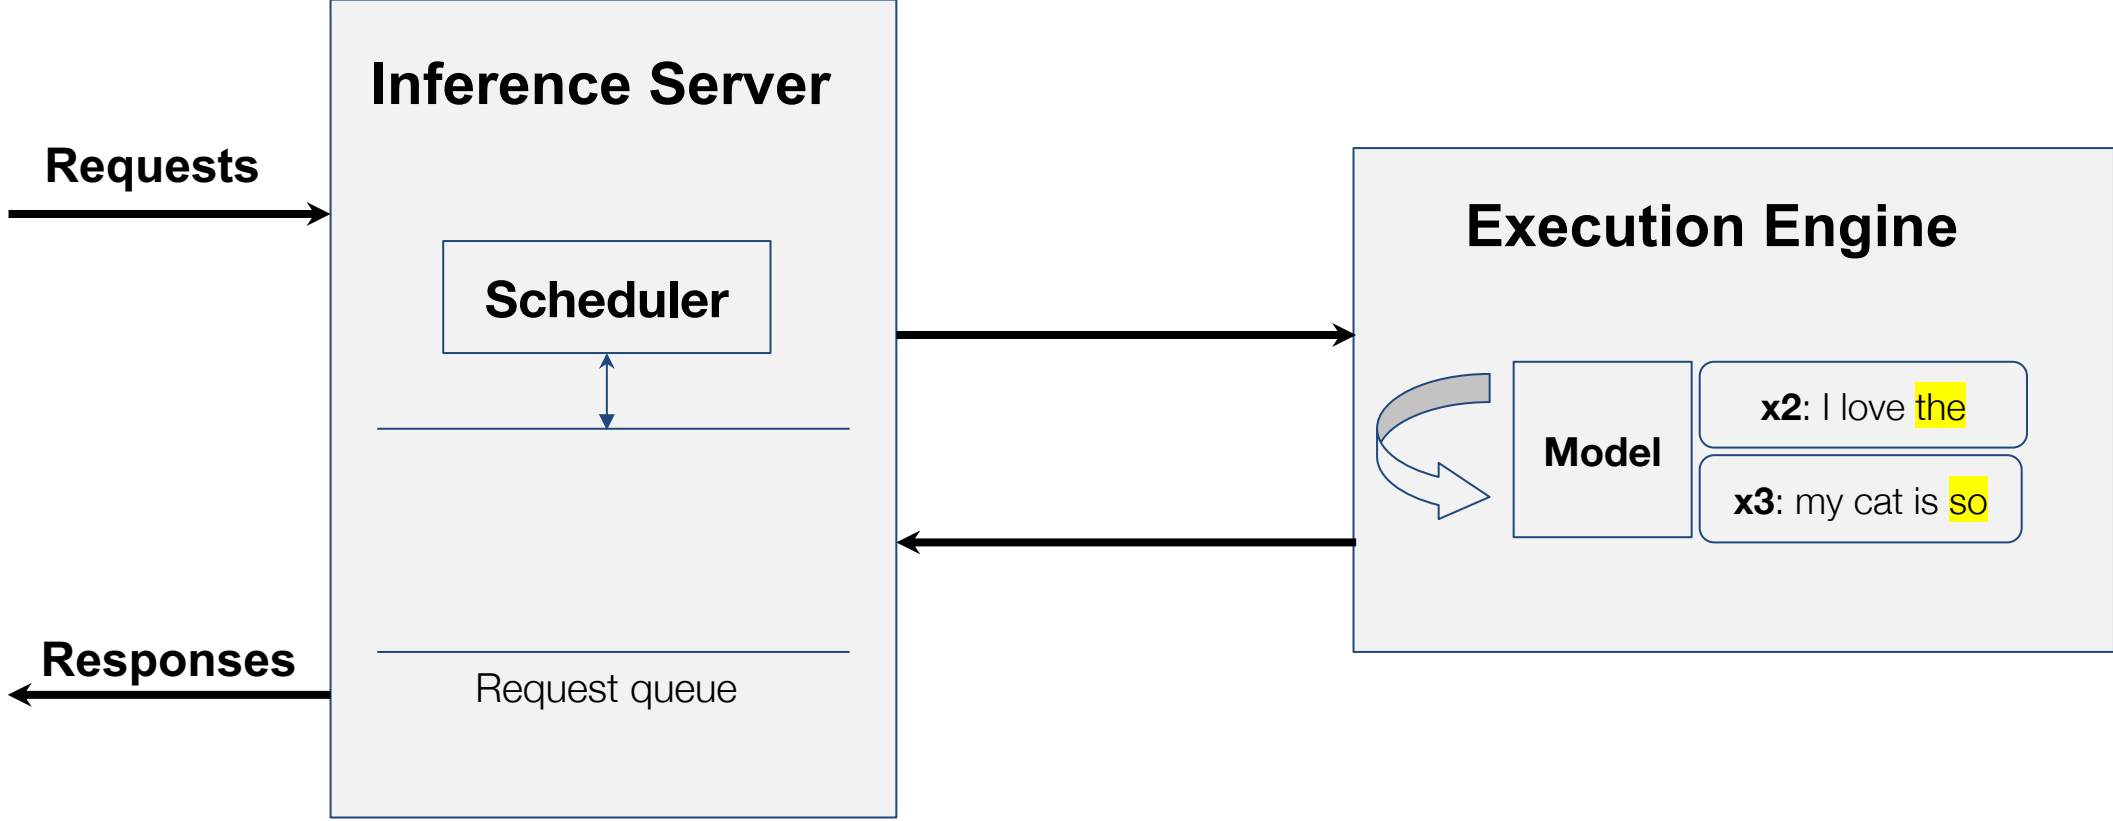 Inference Server
Requests
Scheduler
Request queue
Responses
Execution Engine
Model
x2: I love the
x3: my cat is so